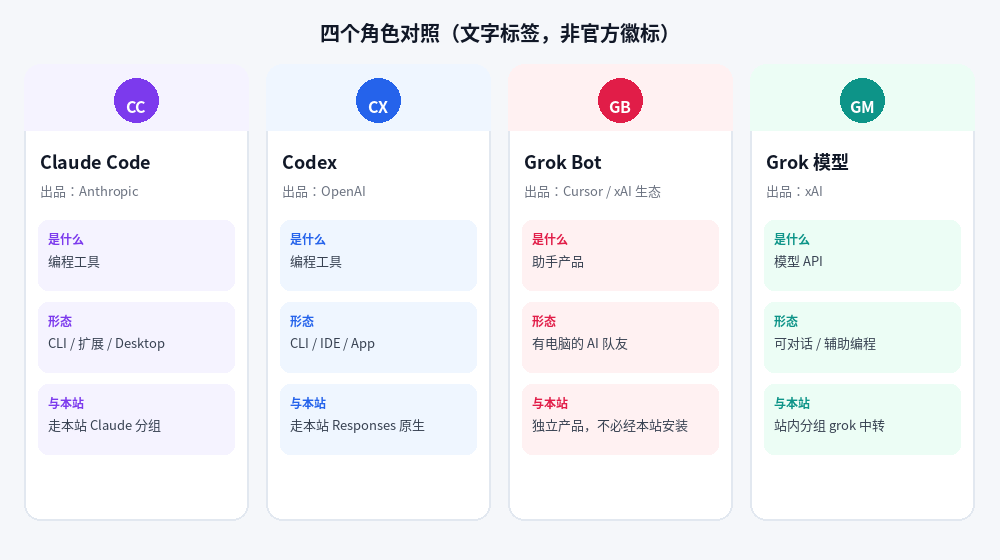 四个角色对照（文字标签，非官方徽标）
CC
Claude Code
出品：Anthropic
是什么
编程工具
形态
CLI / 扩展 / Desktop
与本站
走本站 Claude 分组
CX
Codex
出品：OpenAI
是什么
编程工具
形态
CLI / IDE / App
与本站
走本站 Responses 原生
GB
Grok Bot
出品：Cursor / xAI 生态
是什么
助手产品
形态
有电脑的 AI 队友
与本站
独立产品，不必经本站安装
GM
Grok 模型
出品：xAI
是什么
模型 API
形态
可对话 / 辅助编程
与本站
站内分组 grok 中转